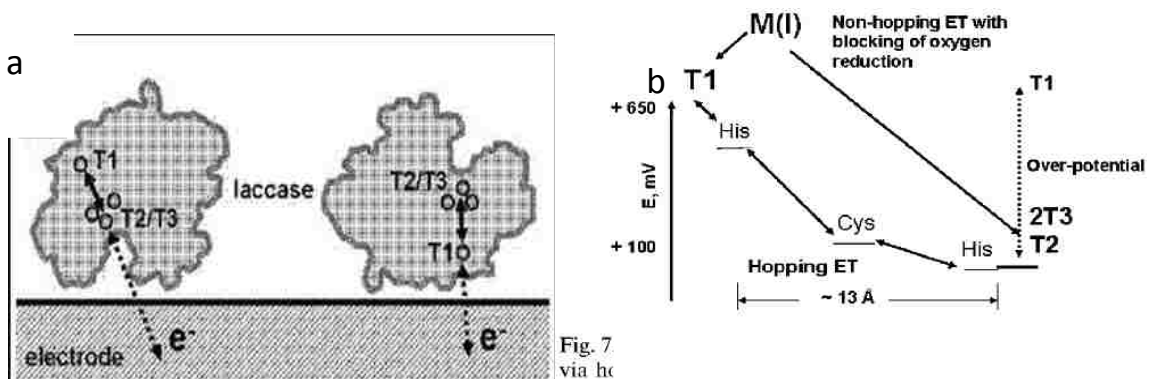 a
T1
T2/T3
laccase
T2/T3
T1
e-
e-
electrode
Fig. 7
via ho
b
M(I)
Non-hopping ET with
blocking of oxygen
reduction
T1
T1
+ 650
His
Over-potential
E, mV
2T3
Cys
T2
+ 100
His
Hopping ET
~ 13 Å